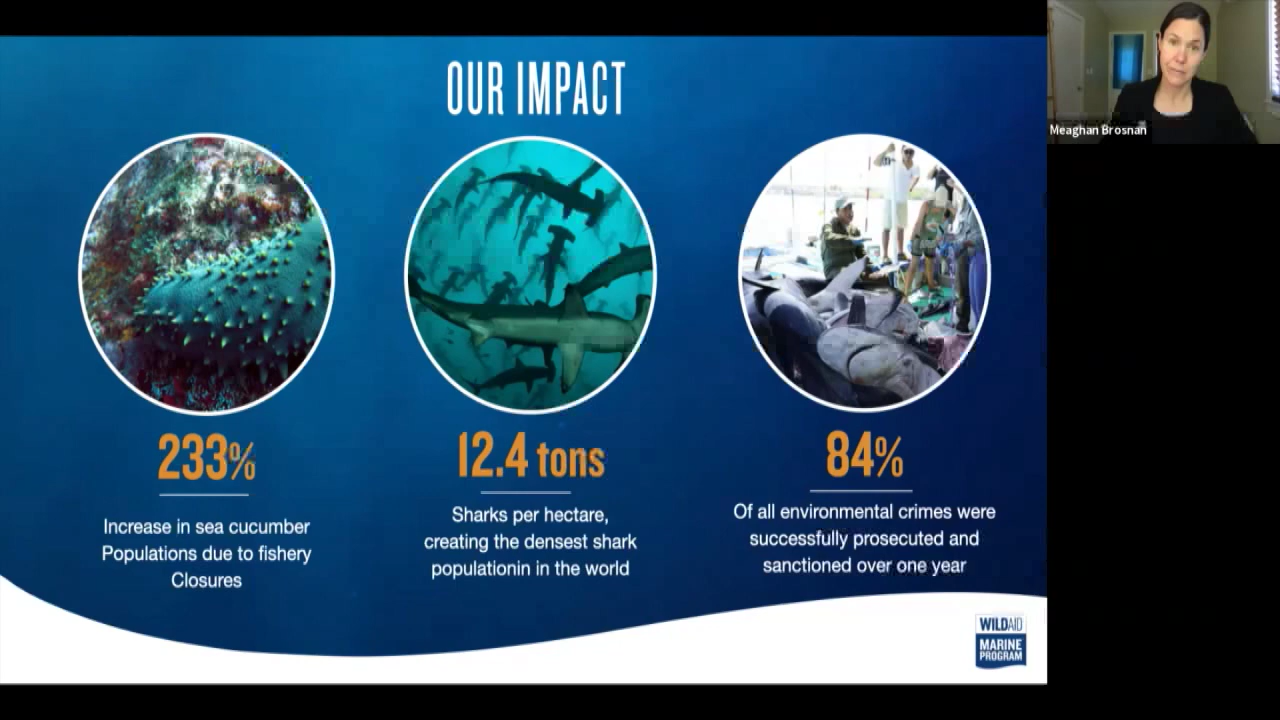 OUR IMPACT
Meaghan Brosnan
233%
Increase in sea cucumber
Populations due to fishery
Closures
12.4 tons
Sharks per hectare,
creating the densest shark
populationin in the world
84%
Of all environmental crimes were
successfully prosecuted and
sanctioned over one year
WILDAID
MARINE
PROGRAM